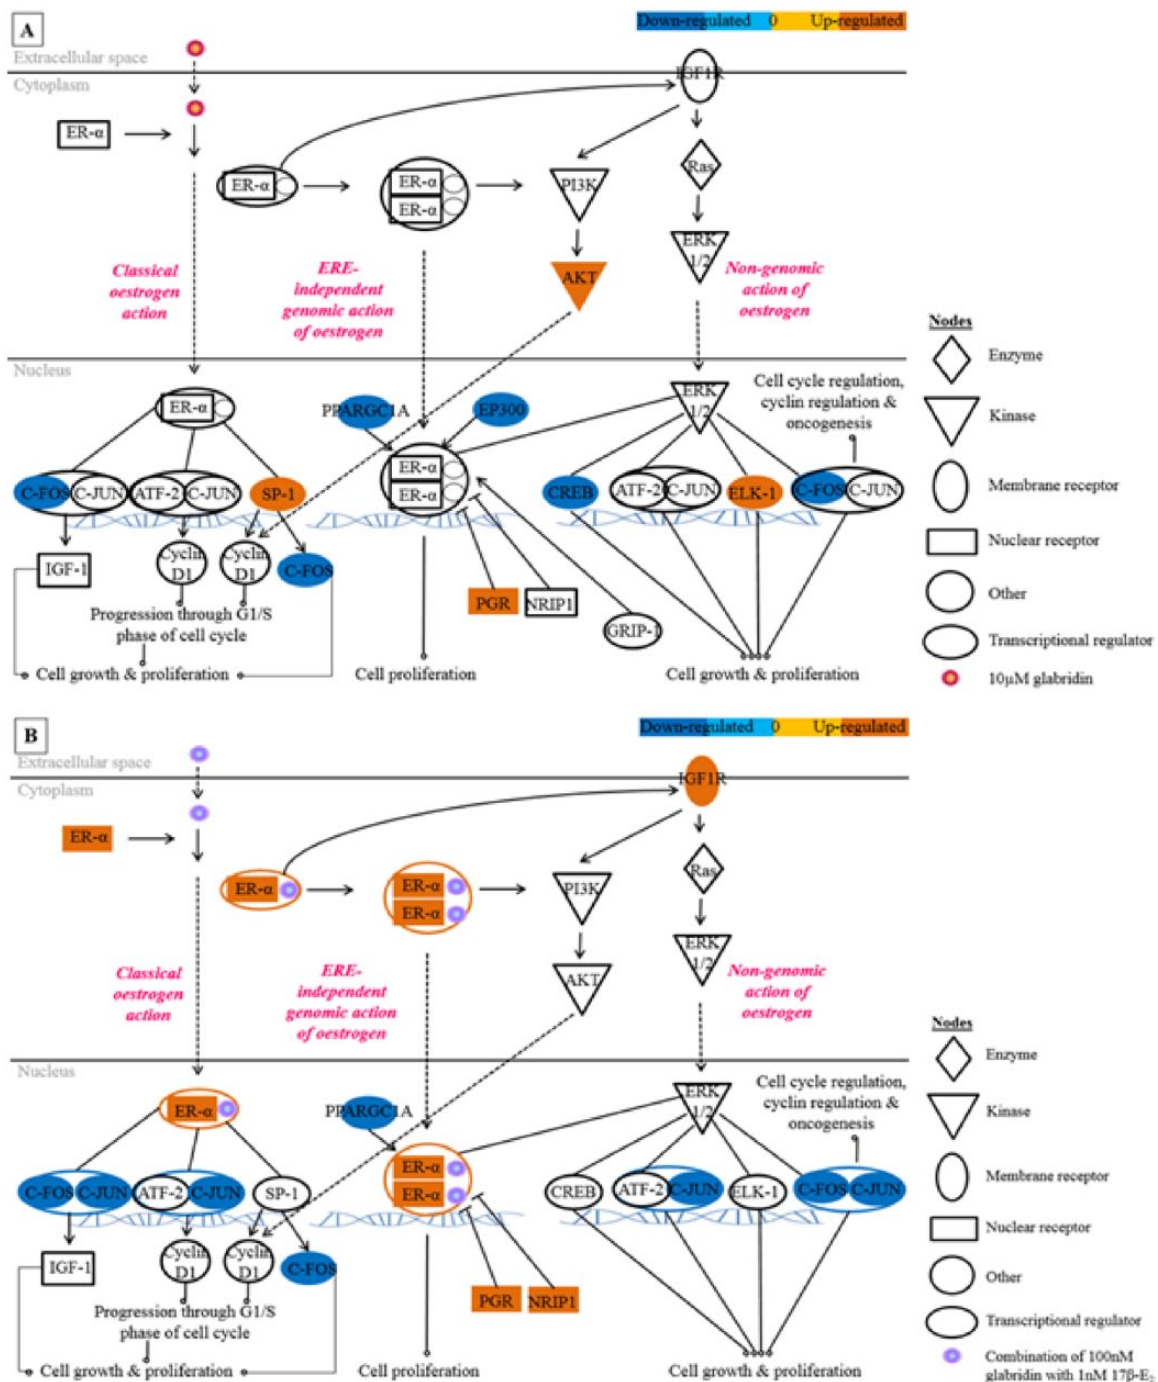 A
Down-regulated 0 Up-regulated
Extracellular space
IGF1R
Cytoplasm
ER-α
Ras
ER-α
ER-α
ER-α
PI3K
ERK
1/2
AKT
Classical
oestrogen
action
ERE-
independent
genomic action
of oestrogen
Non-genomic
action of
oestrogen
Nucleus
ER-α
PPARGC1A
EP300
ERK
1/2
Cell cycle regulation,
cyclin regulation &
oncogenesis
ER-α
ER-α
C-FOS C-JUN ATF-2 C-JUN SP-1
CREB ATF-2 C-JUN ELK-1 C-FOS C-JUN
IGF-1
Cyclin
D1
Cyclin
D1
C-FOS
PGR
NRIP1
GRIP-1
Progression through G1/S
phase of cell cycle
Cell growth & proliferation
Cell proliferation
Cell growth & proliferation
Nodes
Enzyme
Kinase
Membrane receptor
Nuclear receptor
Other
Transcriptional regulator
10µM glabridin
B
Down-regulated 0 Up-regulated
Extracellular space
IGF1R
Cytoplasm
ER-α
Ras
ER-α
ER-α
ER-α
PI3K
ERK
1/2
AKT
Classical
oestrogen
action
ERE-
independent
genomic action
of oestrogen
Non-genomic
action of
oestrogen
Nucleus
ER-α
PPARGC1A
ERK
1/2
Cell cycle regulation,
cyclin regulation &
oncogenesis
ER-α
ER-α
C-FOS C-JUN ATF-2 C-JUN SP-1
CREB ATF-2 C-JUN ELK-1 C-FOS C-JUN
IGF-1
Cyclin
D1
Cyclin
D1
C-FOS
PGR
NRIP1
Progression through G1/S
phase of cell cycle
Cell growth & proliferation
Cell proliferation
Cell growth & proliferation
Nodes
Enzyme
Kinase
Membrane receptor
Nuclear receptor
Other
Transcriptional regulator
Combination of 100nM
glabridin with 1nM 17β-E₂